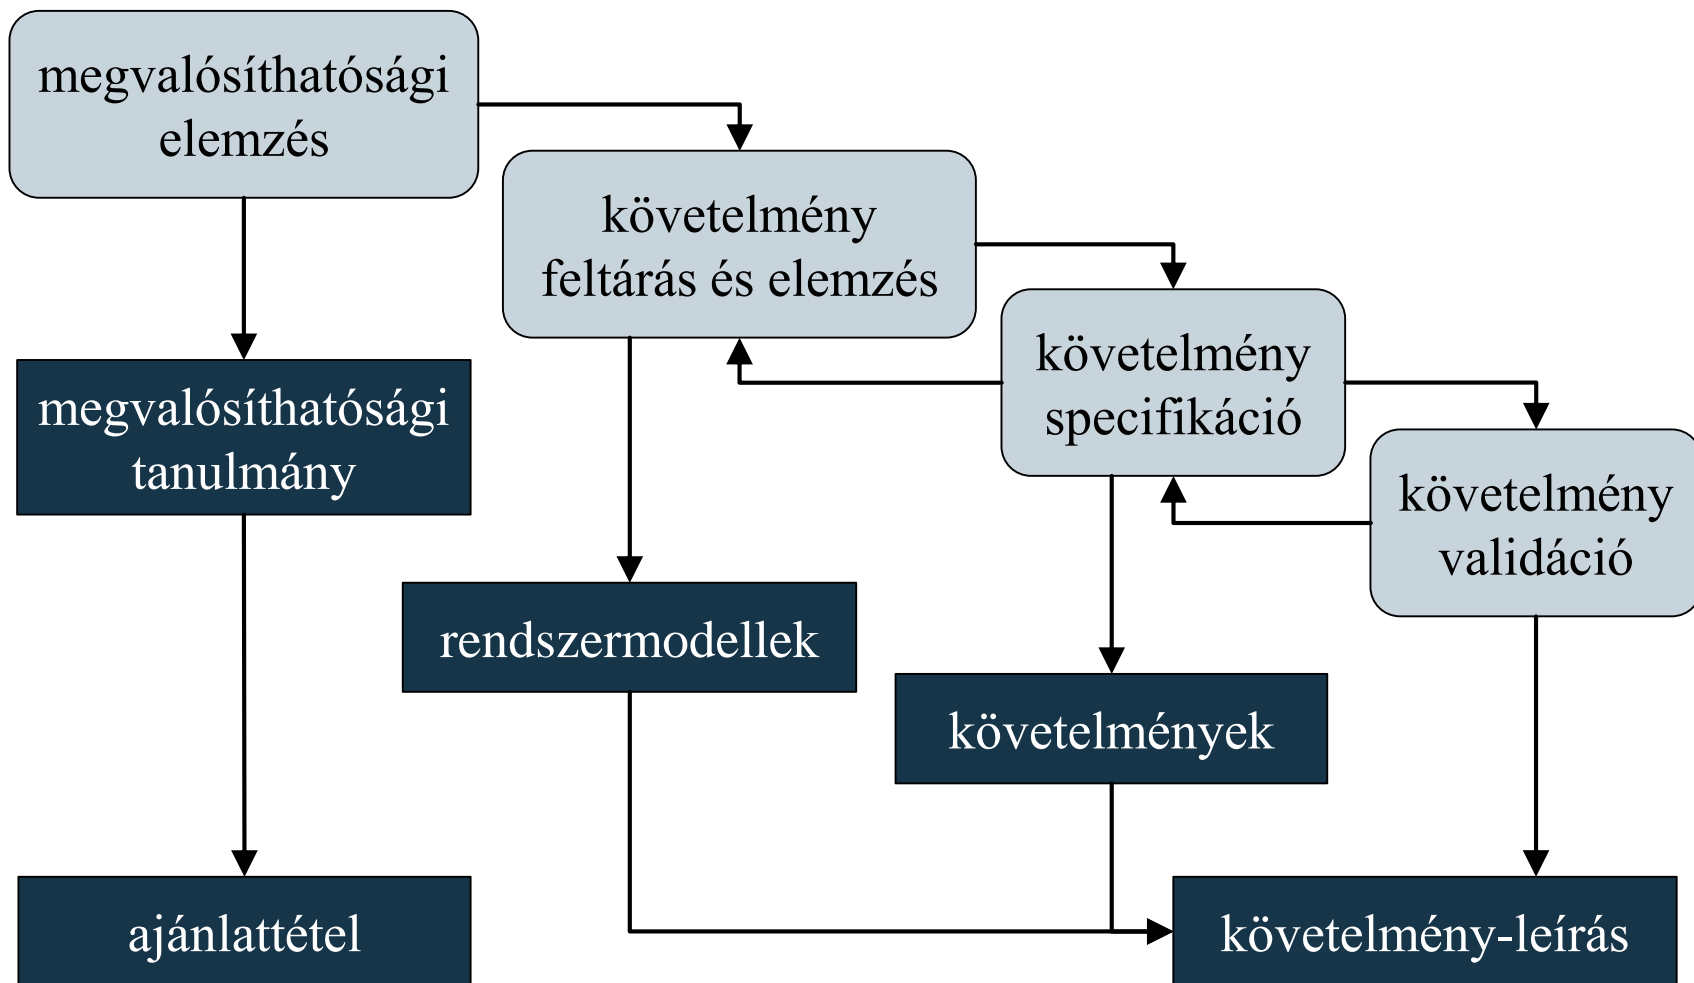 megvalósíthatósági
elemzés
követelmény
feltárás és elemzés
követelmény
specifikáció
megvalósíthatósági
tanulmány
követelmény
validáció
rendszermodellek
követelmények
ajánlattétel
követelmény-leírás